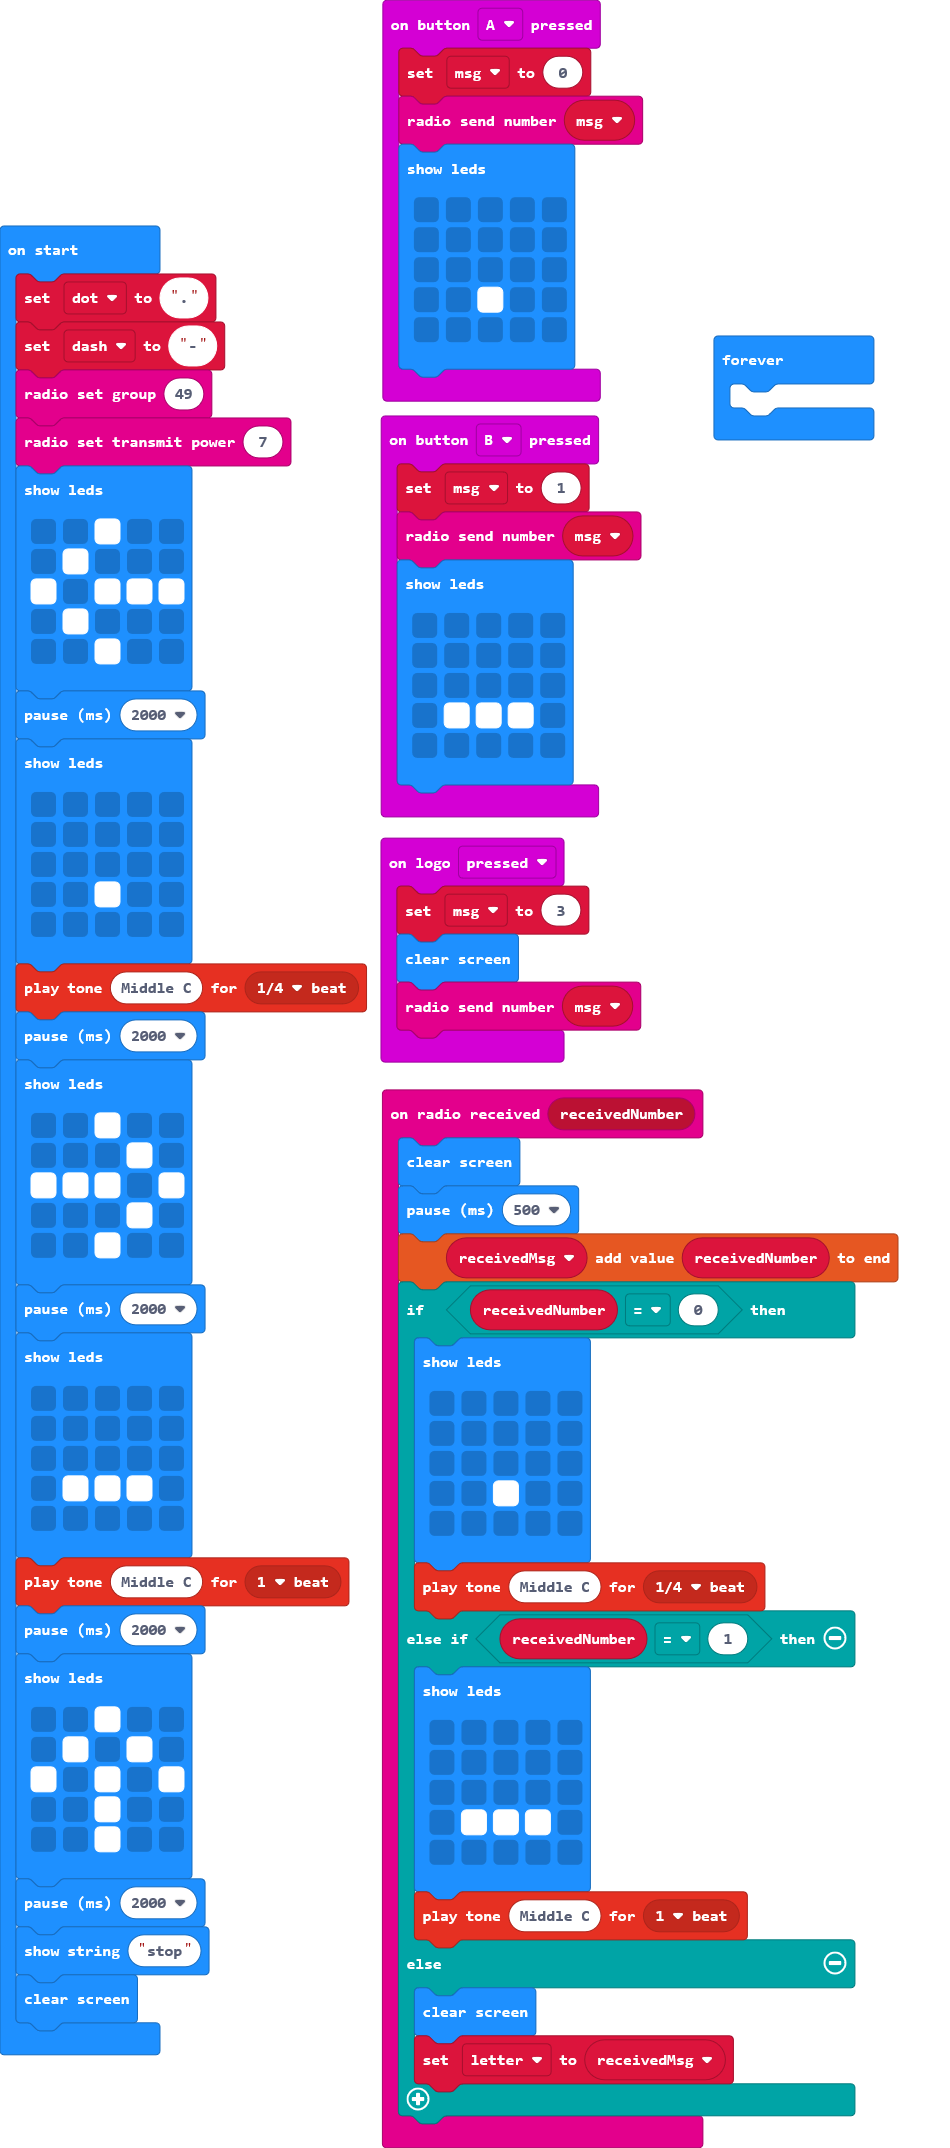 on start
set dot to "."
set dash to "-"
radio set group 49
radio set transmit power 7
show leds
pause (ms) 2000
show leds
play tone Middle C for 1/4 beat
pause (ms) 2000
show leds
pause (ms) 2000
show leds
play tone Middle C for 1 beat
pause (ms) 2000
show leds
pause (ms) 2000
show string "stop"
clear screen
on button A pressed
set msg to 0
radio send number msg
show leds
on button B pressed
set msg to 1
radio send number msg
show leds
on logo pressed
set msg to 3
clear screen
radio send number msg
on radio received receivedNumber
clear screen
pause (ms) 500
receivedMsg add value receivedNumber to end
if receivedNumber = 0 then
show leds
play tone Middle C for 1/4 beat
else if receivedNumber = 1 then
show leds
play tone Middle C for 1 beat
else
clear screen
set letter to receivedMsg
forever